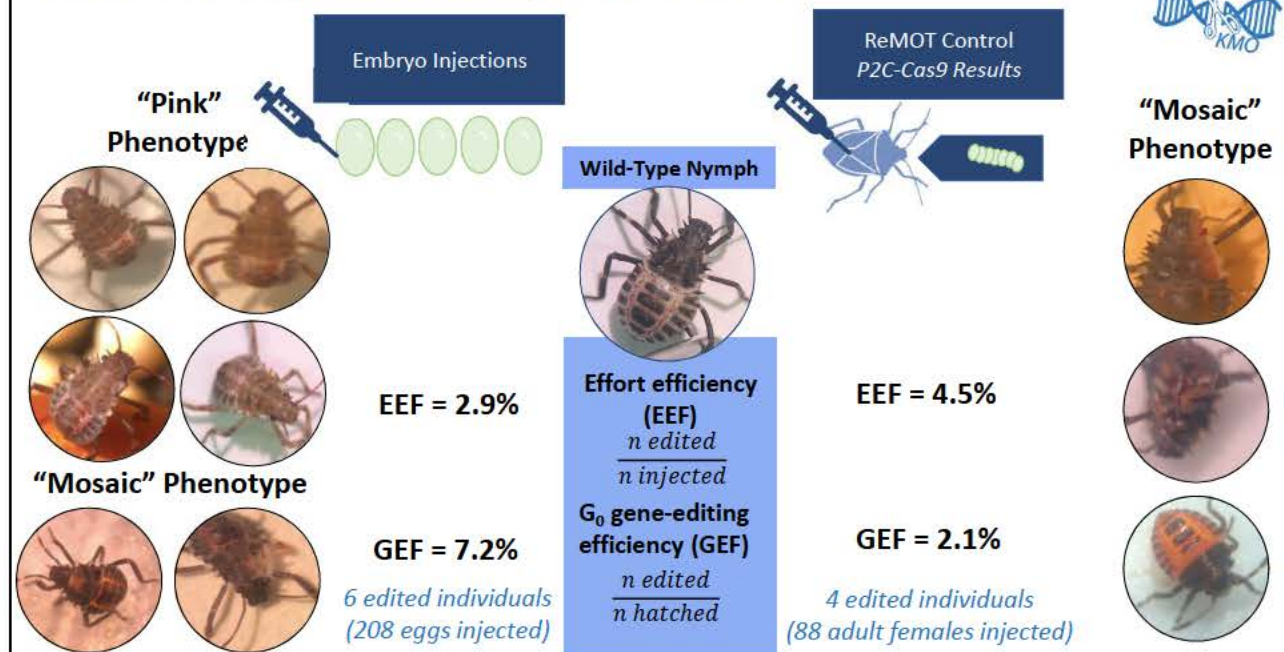 Embryo Injections
ReMOT Control
P2C-Cas9 Results
KMO
"Pink"
Phenotype
"Mosaic"
Phenotype
Wild-Type Nymph
EEF = 2.9%
Effort efficiency
(EEF)
n edited
n injected
EEF = 4.5%
"Mosaic" Phenotype
GEF = 7.2%
6 edited individuals
(208 eggs injected)
G₀ gene-editing
efficiency (GEF)
n edited
n hatched
GEF = 2.1%
4 edited individuals
(88 adult females injected)